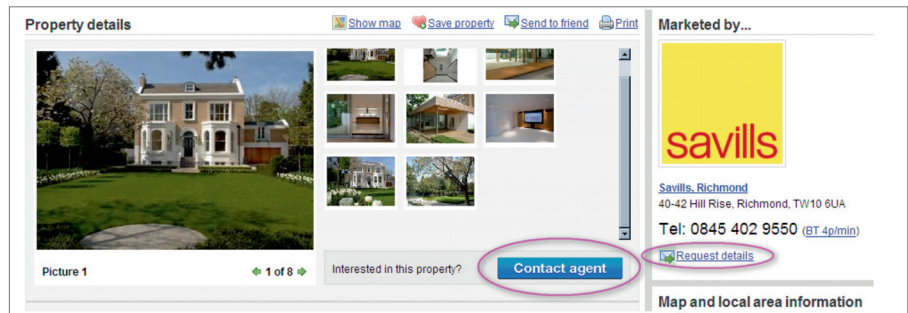 Property details
Show map Save property Send to friend Print
Picture 1
1 of 8
Interested in this property?
Contact agent
Marketed by...
savills
Savills, Richmond
40-42 Hill Rise, Richmond, TW10 6UA
Tel: 0845 402 9550 (BT 4p/min)
Request details
Map and local area information